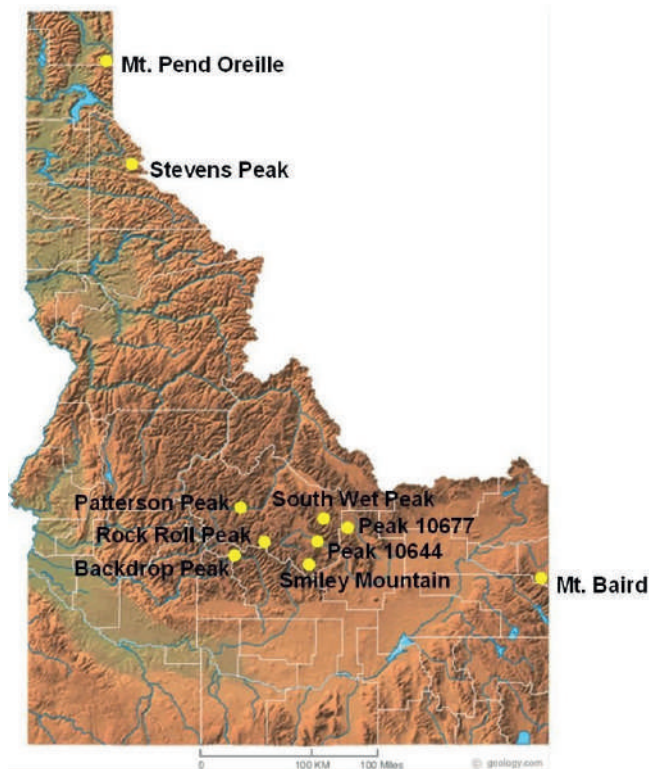 Mt. Pend Oreille
Stevens Peak
Patterson Peak
South Wet Peak
Peak 10677
Rock Roll Peak
Peak 10644
Backdrop Peak
Smiley Mountain
Mt. Baird
0
100 KM
100 Miles
© geology.com